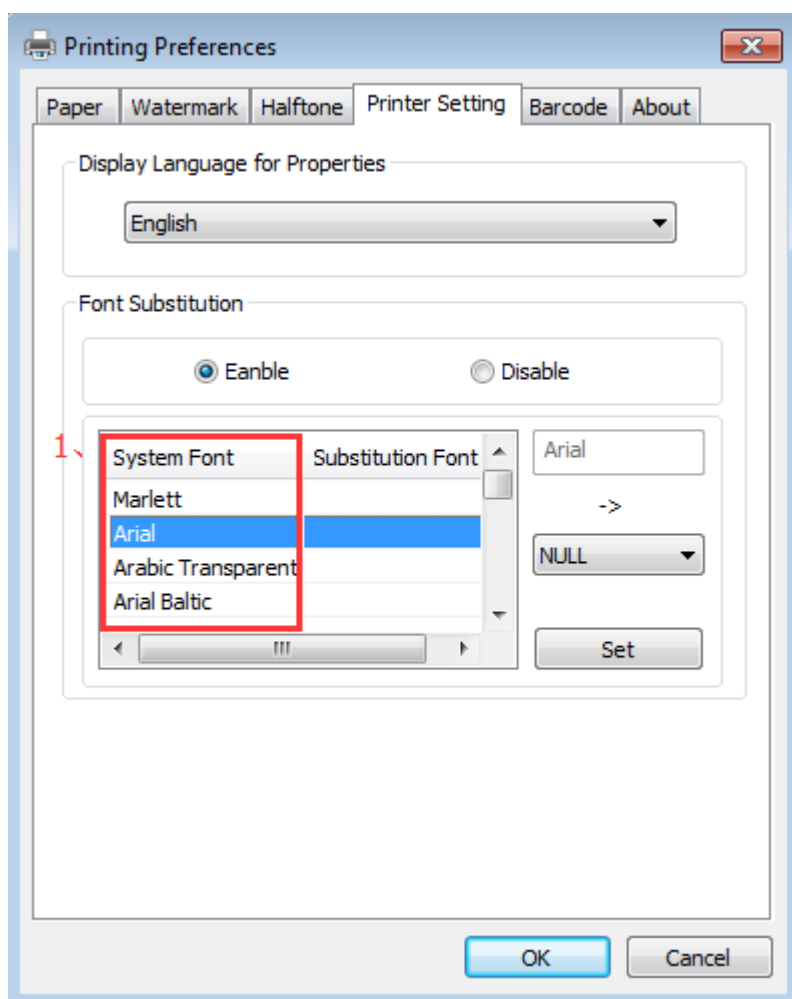 Printing Preferences
Paper Watermark Halftone Printer Setting Barcode About
Display Language for Properties
English
Font Substitution
Eanble Disable
1、
System Font Substitution Font
Marlett
Arial
Arabic Transparent
Arial Baltic
Arial
->
NULL
Set
OK Cancel